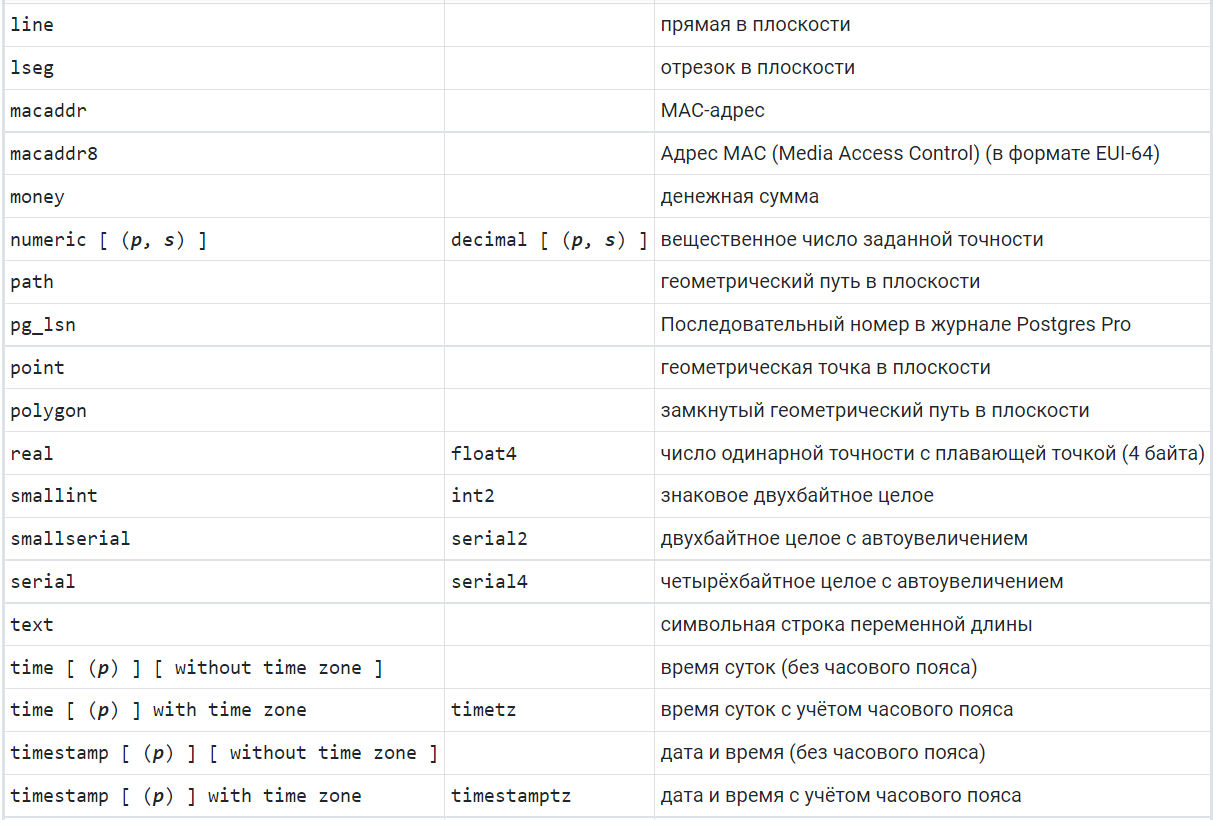 line прямая в плоскости
lseg отрезок в плоскости
macaddr MAC-адрес
macaddr8 Адрес MAC (Media Access Control) (в формате EUI-64)
money денежная сумма
numeric [ (p, s) ] decimal [ (p, s) ] вещественное число заданной точности
path геометрический путь в плоскости
pg_lsn Последовательный номер в журнале Postgres Pro
point геометрическая точка в плоскости
polygon замкнутый геометрический путь в плоскости
real float4 число одинарной точности с плавающей точкой (4 байта)
smallint int2 знаковое двухбайтное целое
smallserial serial2 двухбайтное целое с автоувеличением
serial serial4 четырёхбайтное целое с автоувеличением
text символьная строка переменной длины
time [ (p) ] [ without time zone ] время суток (без часового пояса)
time [ (p) ] with time zone timetz время суток с учётом часового пояса
timestamp [ (p) ] [ without time zone ] дата и время (без часового пояса)
timestamp [ (p) ] with time zone timestamptz дата и время с учётом часового пояса